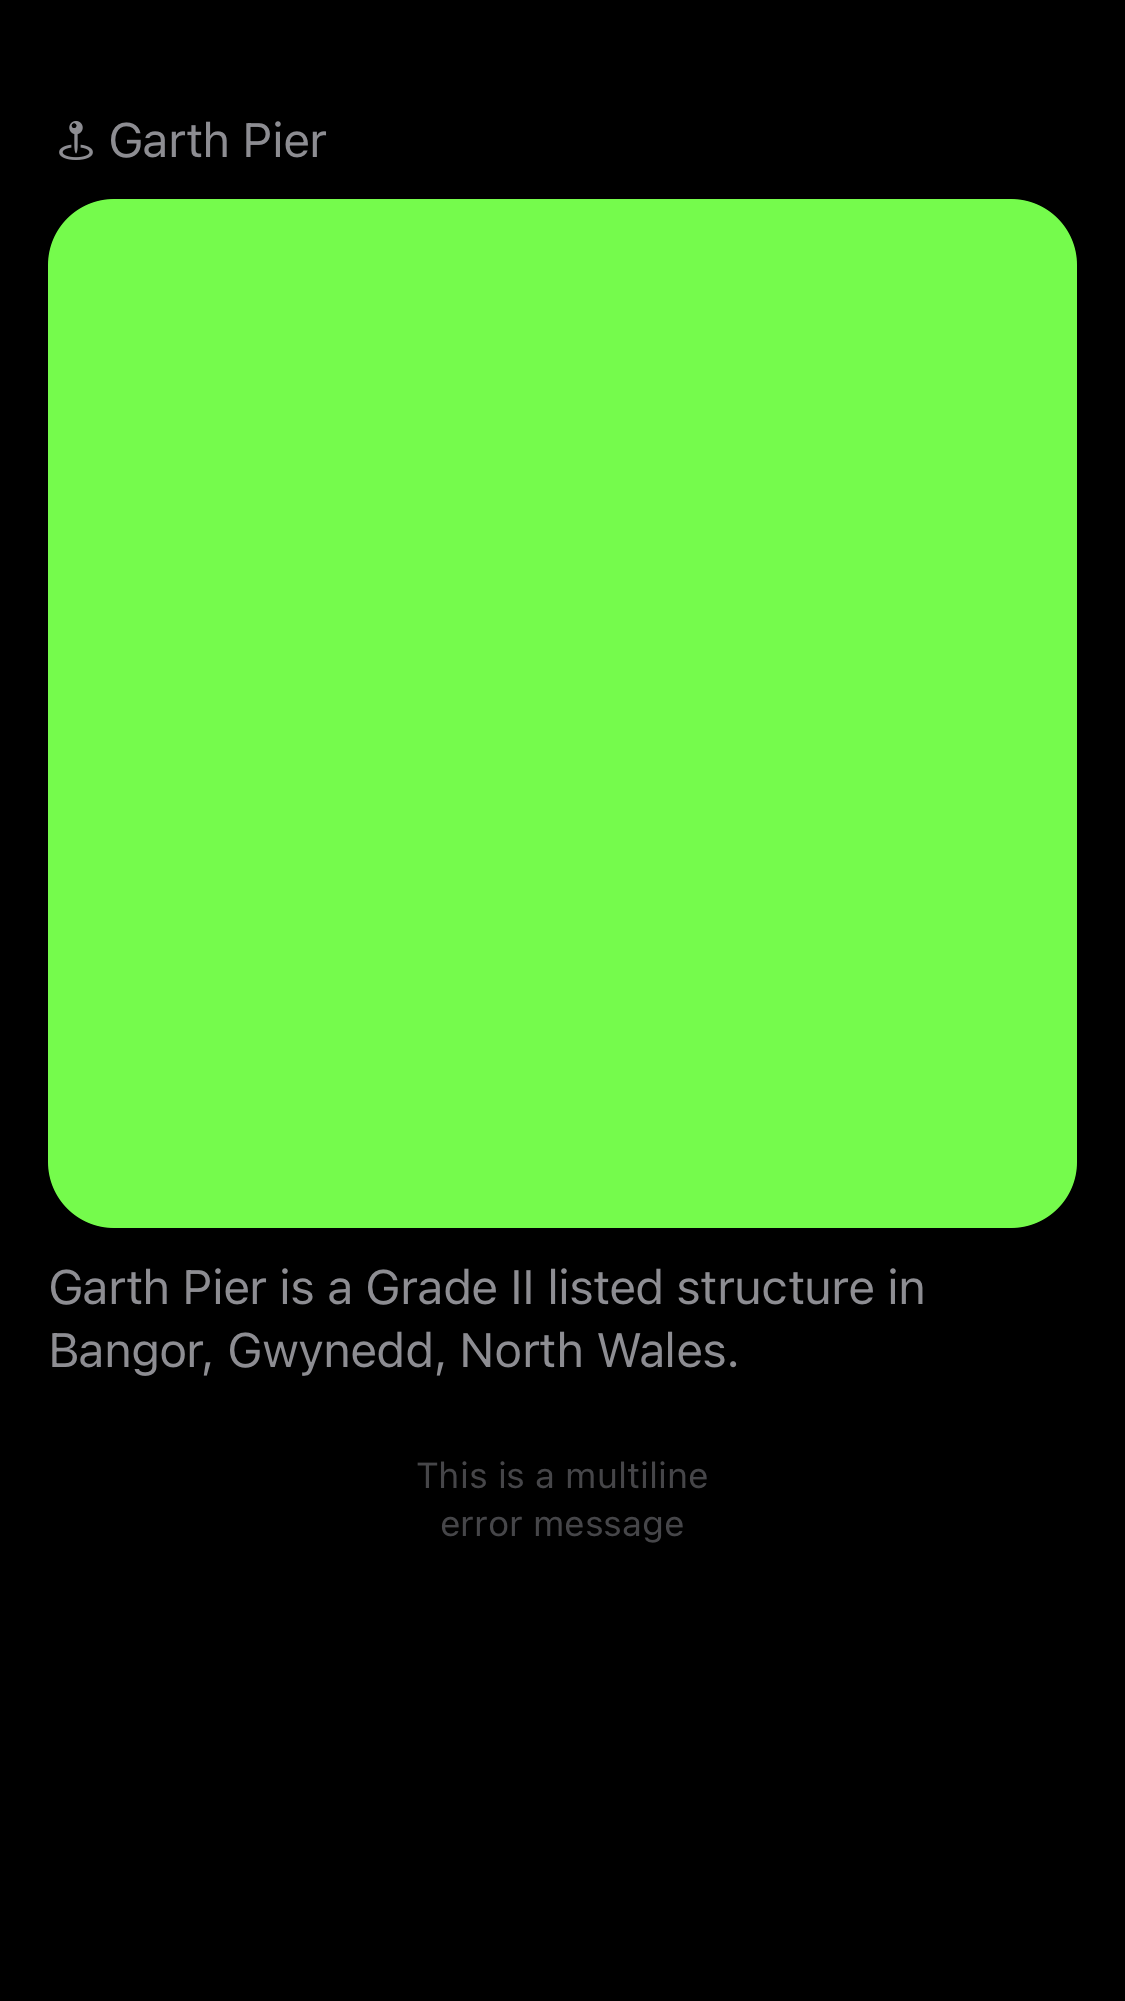 Garth Pier
Garth Pier is a Grade II listed structure in
Bangor, Gwynedd, North Wales.
This is a multiline
error message